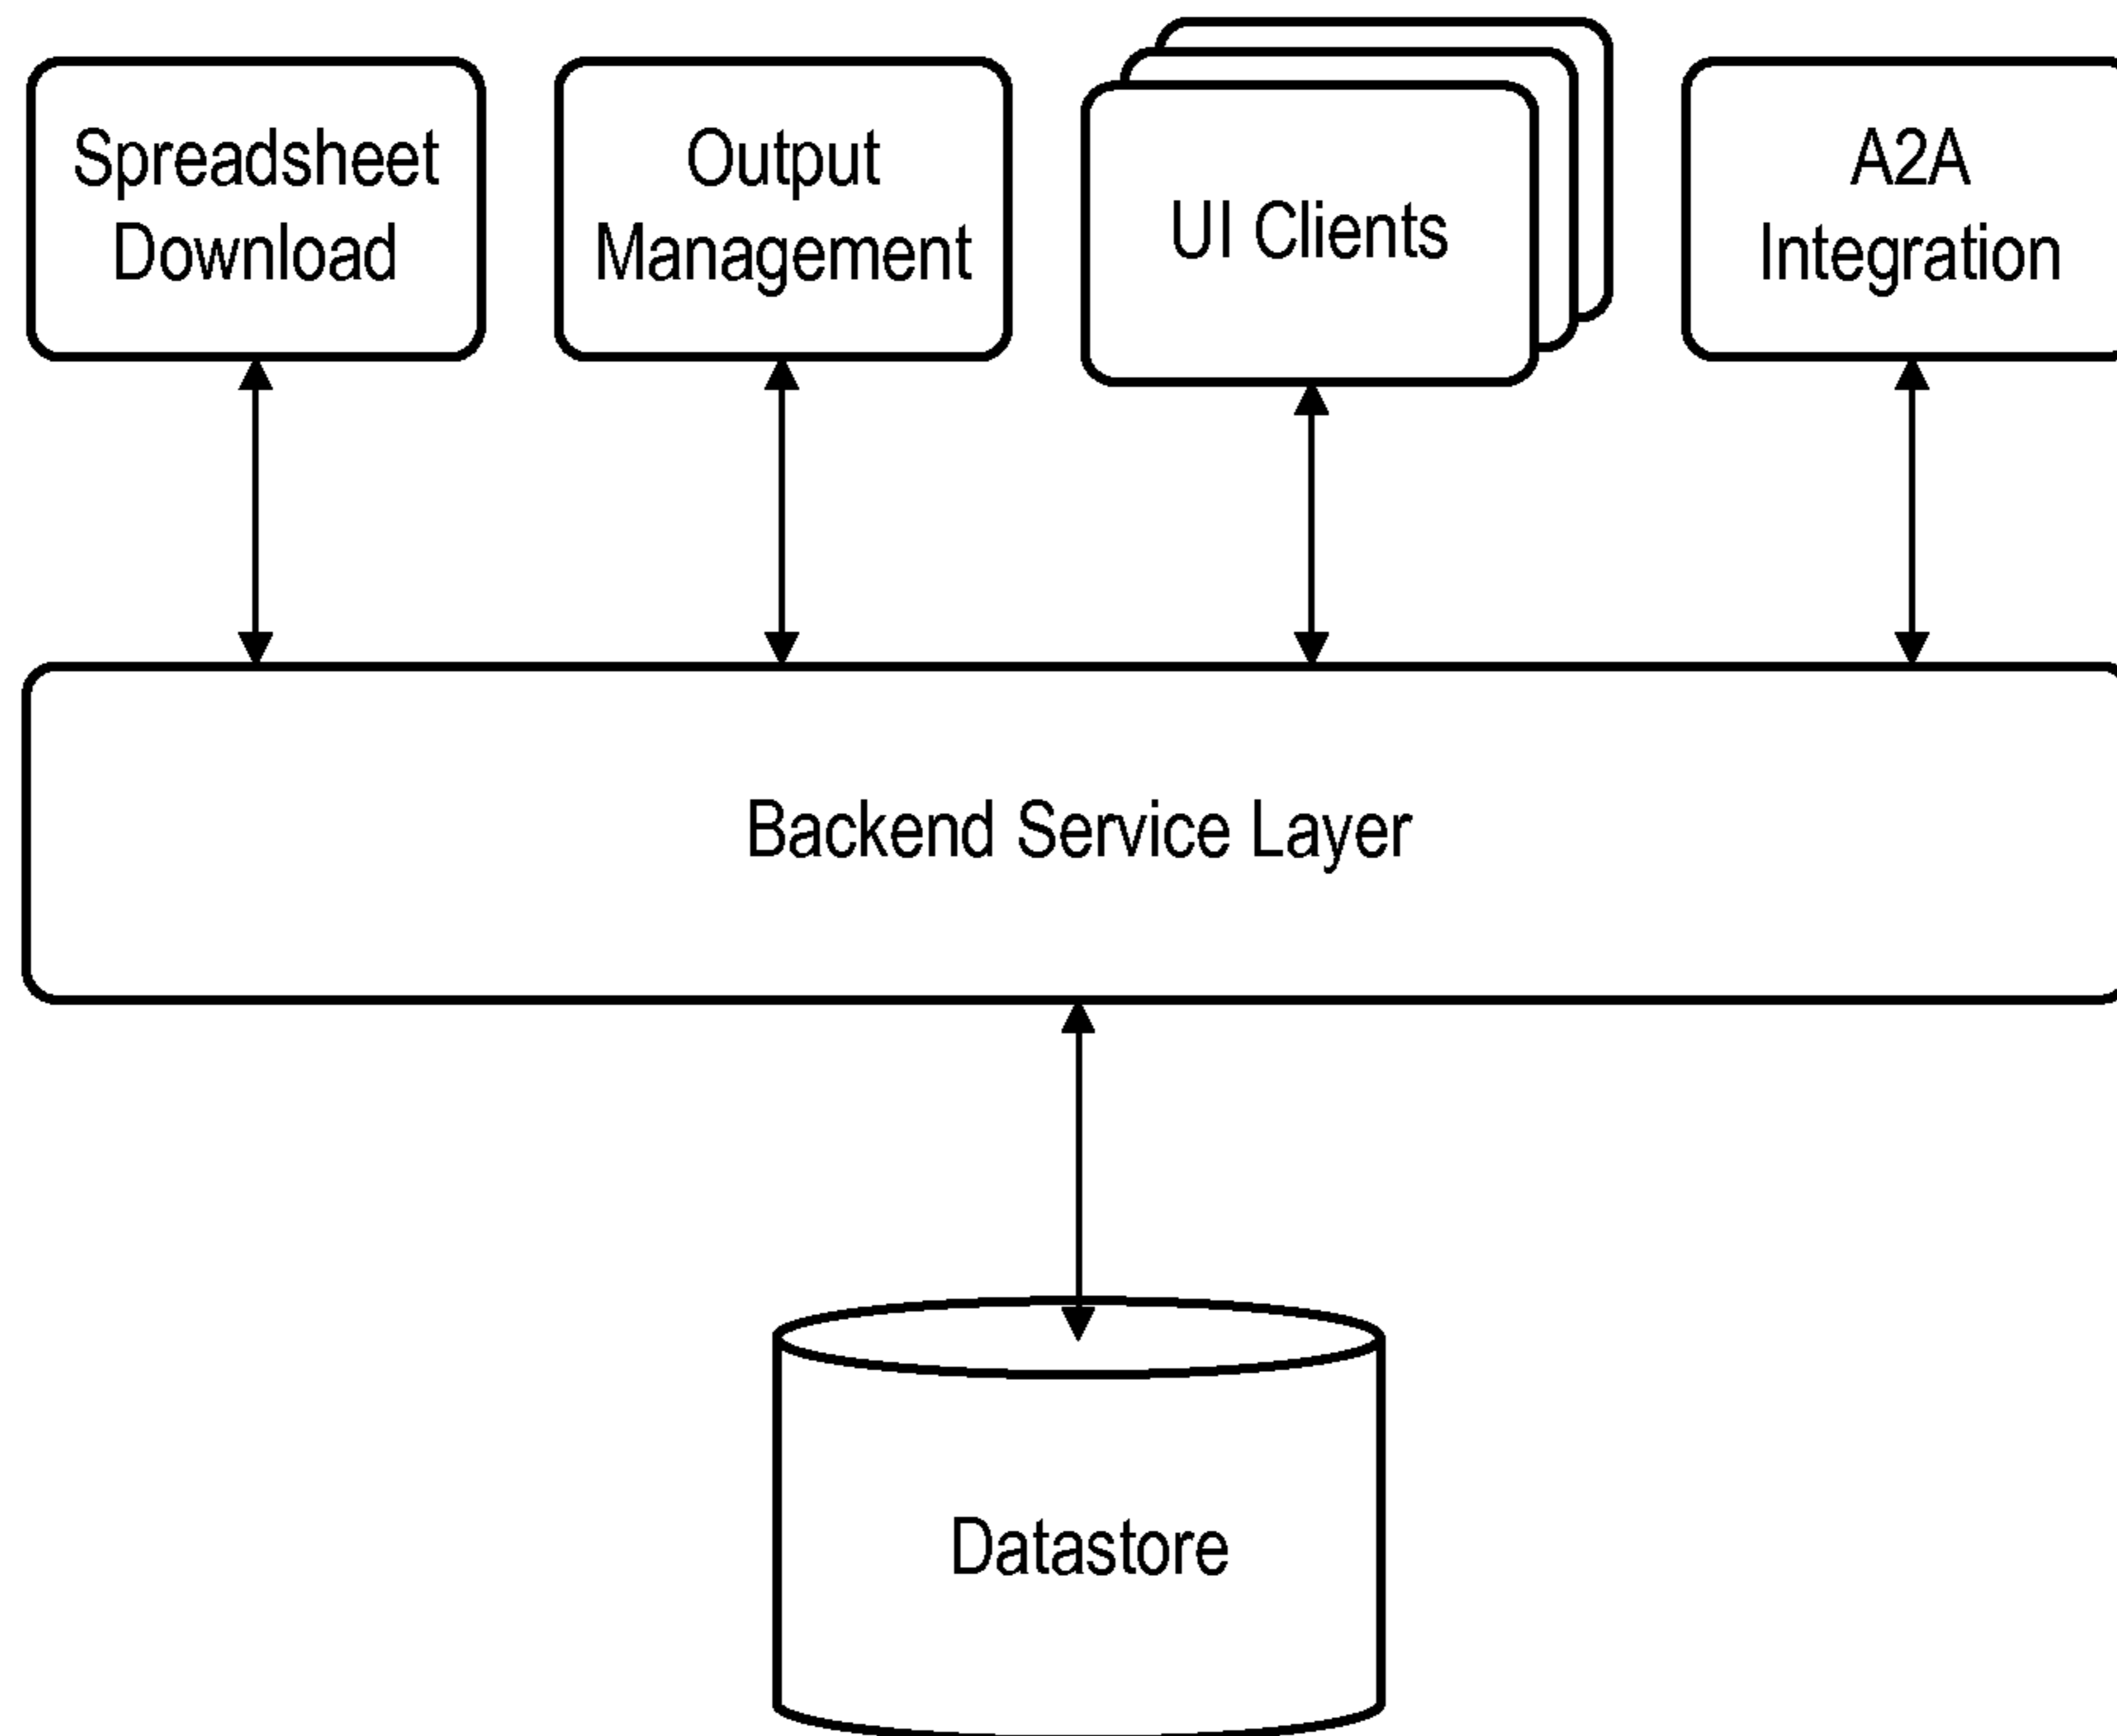 Spreadsheet
Download
Output
Management
UI Clients
A2A
Integration
Backend Service Layer
Datastore